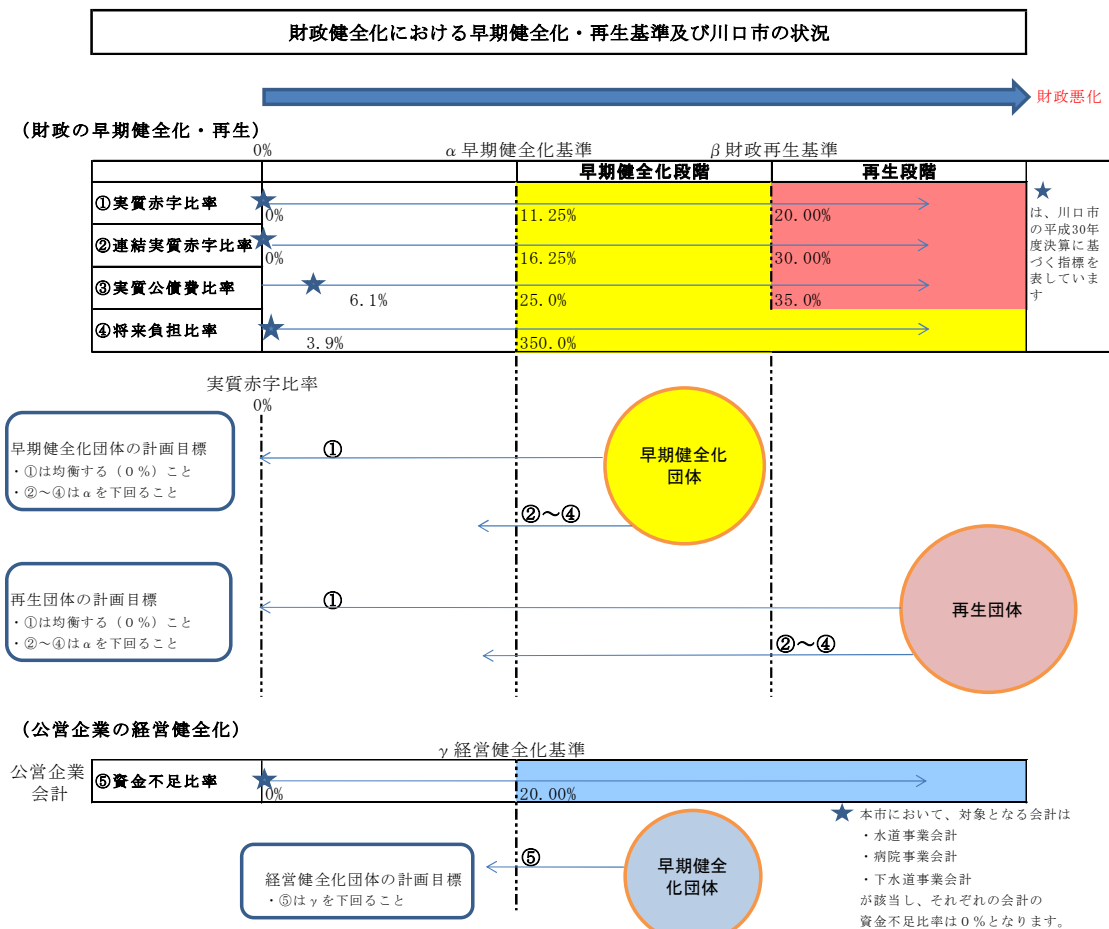 財政健全化における早期健全化・再生基準及び川口市の状況
財政悪化
（財政の早期健全化・再生）
0%
α 早期健全化基準
β 財政再生基準
早期健全化段階
再生段階
①実質赤字比率
0%
11.25%
20.00%
②連結実質赤字比率
0%
16.25%
30.00%
③実質公債費比率
6.1%
25.0%
35.0%
④将来負担比率
3.9%
350.0%
★
は、川口市
の平成30年
度決算に基
づく指標を
表していま
す
実質赤字比率
0%
早期健全化団体の計画目標
・①は均衡する（０％）こと
・②～④はαを下回ること
①
②～④
早期健全化
団体
再生団体の計画目標
・①は均衡する（０％）こと
・②～④はαを下回ること
①
②～④
再生団体
（公営企業の経営健全化）
γ 経営健全化基準
公営企業
会計
⑤資金不足比率
0%
20.00%
経営健全化団体の計画目標
・⑤はγを下回ること
⑤
早期健全
化団体
★ 本市において、対象となる会計は
・水道事業会計
・病院事業会計
・下水道事業会計
が該当し、それぞれの会計の
資金不足比率は０％となります。